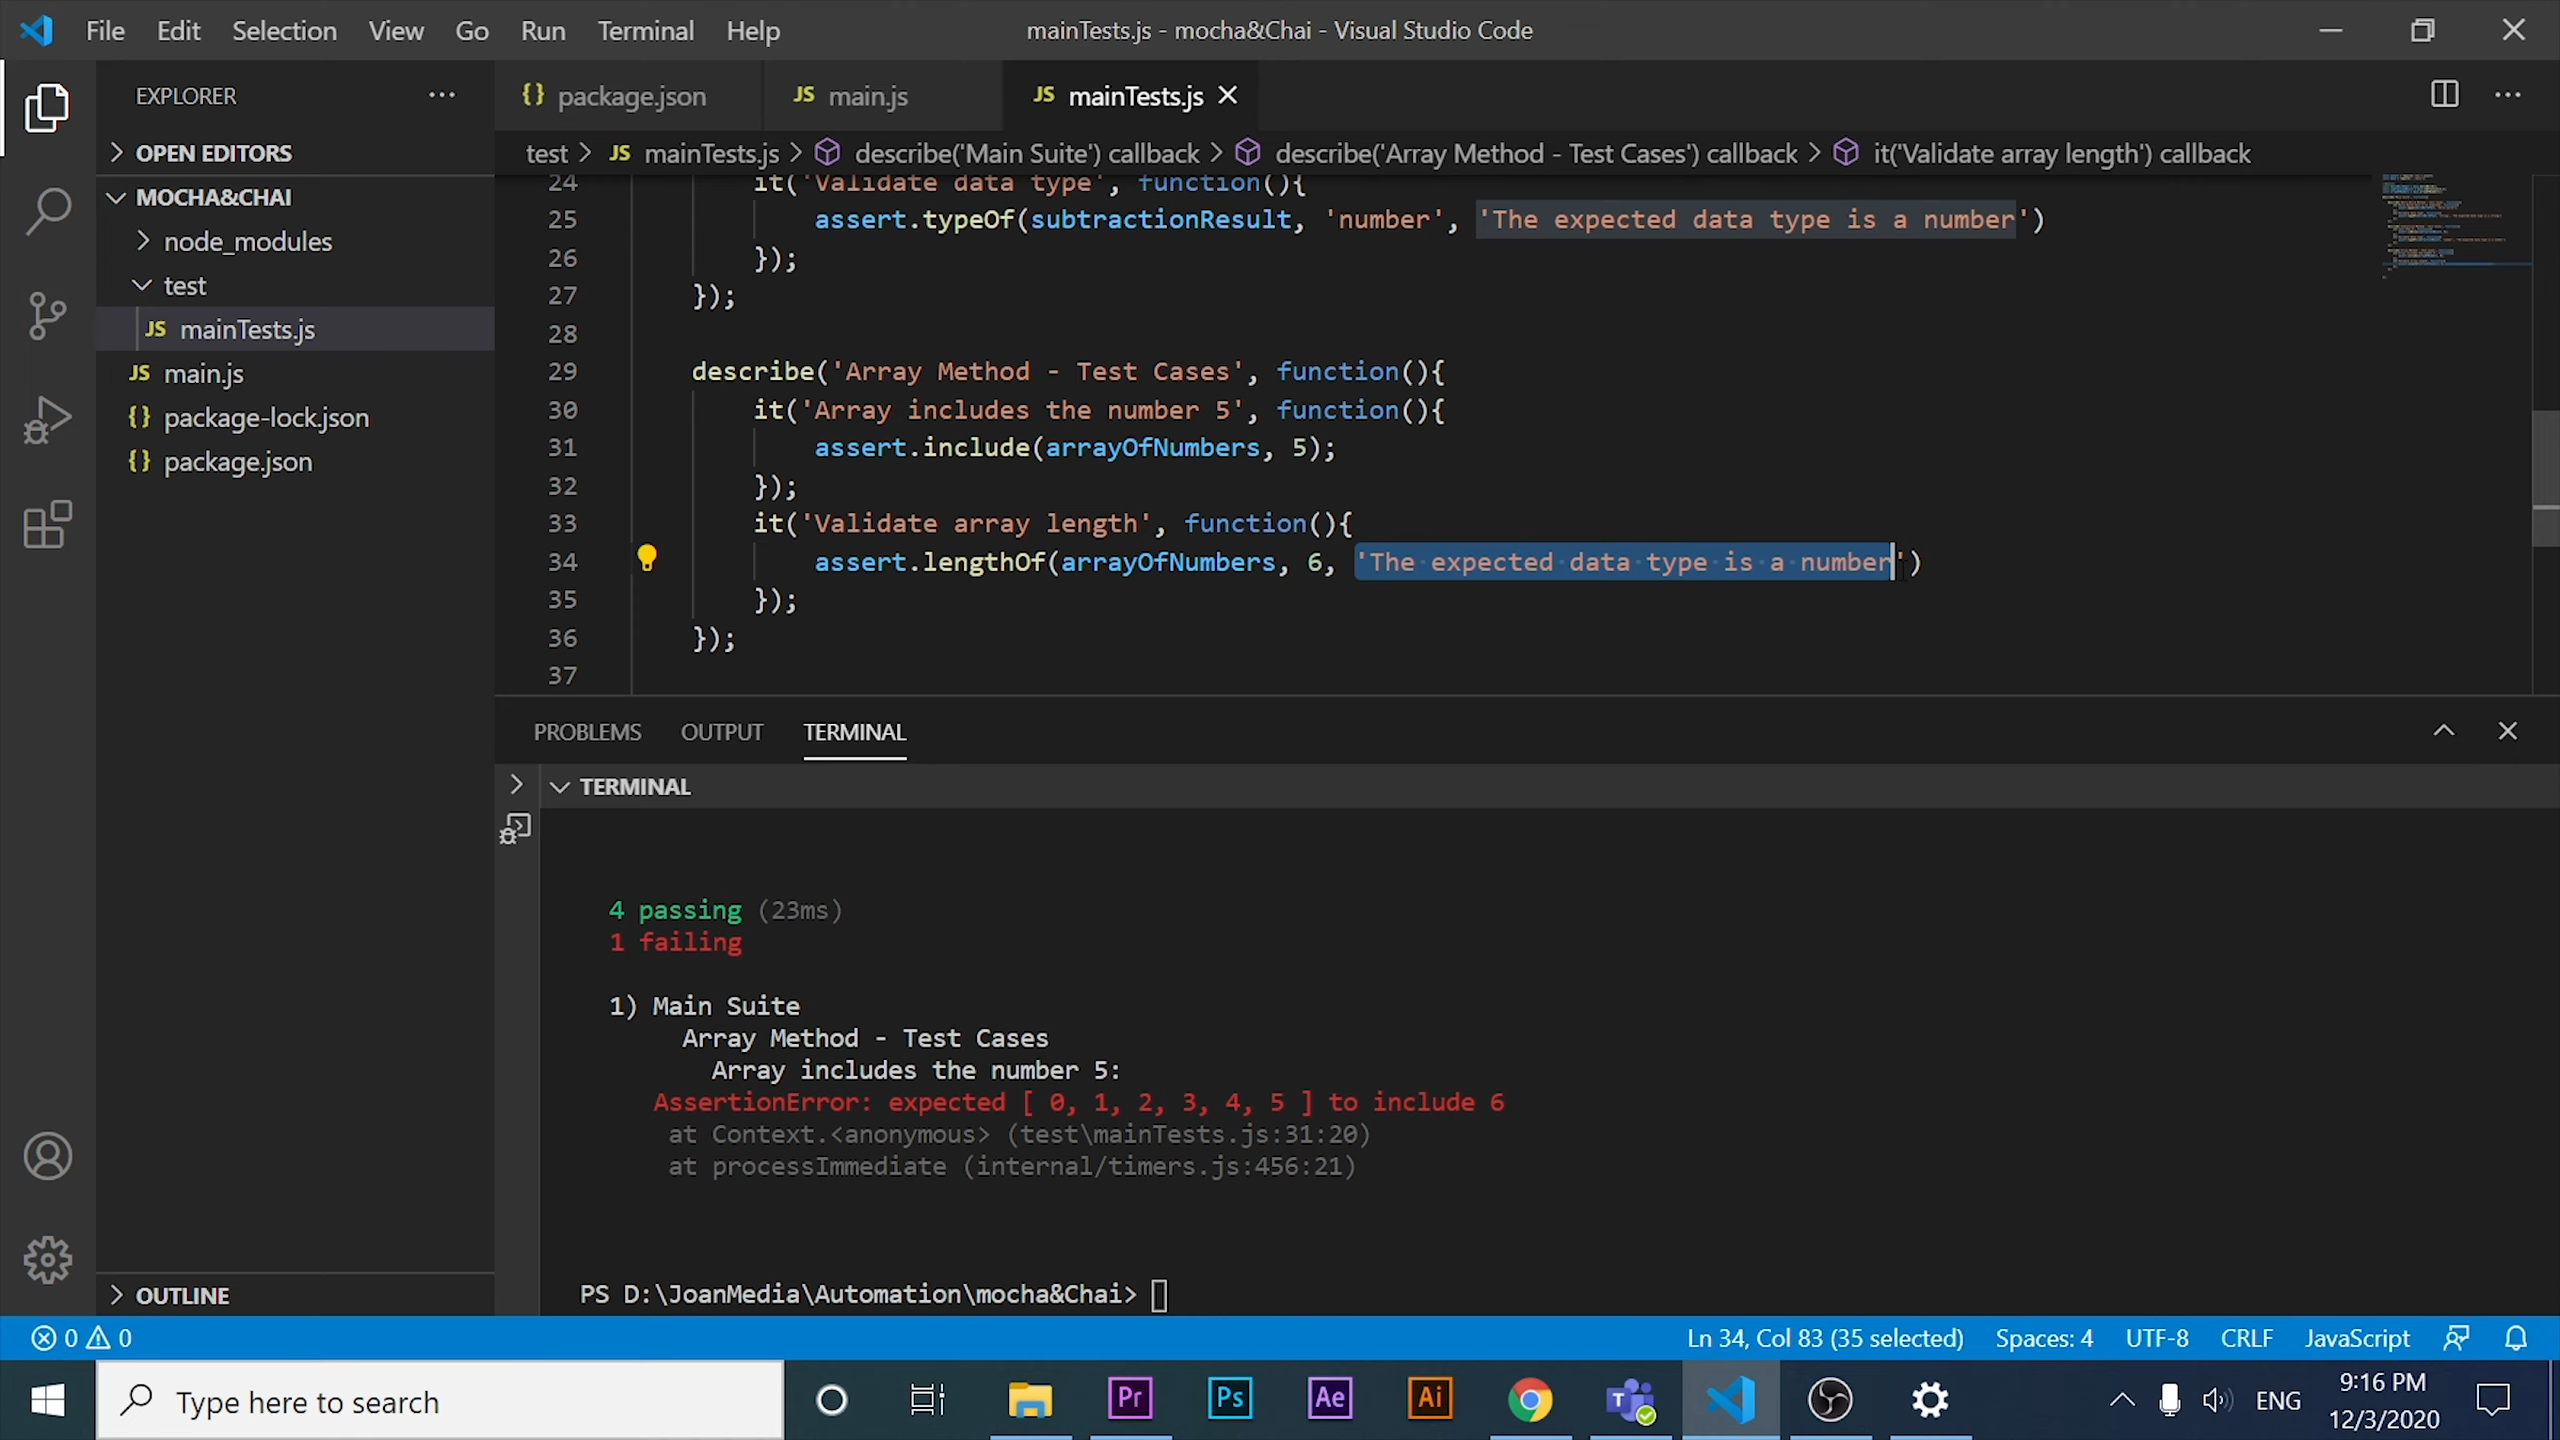 File Edit Selection View Go Run Terminal Help
mainTests.js - mocha&Chai - Visual Studio Code
EXPLORER
OPEN EDITORS
MOCHA&CHAI
node_modules
test
JS mainTests.js
JS main.js
{} package-lock.json
{} package.json
OUTLINE
{} package.json JS main.js JS mainTests.js
test > JS mainTests.js > describe('Main Suite') callback > describe('Array Method - Test Cases') callback > it('Validate array length') callback
24 it('Validate data type', function(){
25 assert.typeOf(subtractionResult, 'number', 'The expected data type is a number')
26 });
27 });
28
29 describe('Array Method - Test Cases', function(){
30 it('Array includes the number 5', function(){
31 assert.include(arrayOfNumbers, 5);
32 });
33 it('Validate array length', function(){
34 assert.lengthOf(arrayOfNumbers, 6, 'The expected data type is a number')
35 });
36 });
37
PROBLEMS OUTPUT TERMINAL
TERMINAL
4 passing (23ms)
1 failing
1) Main Suite
Array Method - Test Cases
Array includes the number 5:
AssertionError: expected [ 0, 1, 2, 3, 4, 5 ] to include 6
at Context.<anonymous> (test\mainTests.js:31:20)
at processImmediate (internal/timers.js:456:21)
PS D:\JoanMedia\Automation\mocha&Chai>
0 0 Ln 34, Col 83 (35 selected) Spaces: 4 UTF-8 CRLF JavaScript
Type here to search
Pr Ps Ae Ai
ENG
9:16 PM
12/3/2020